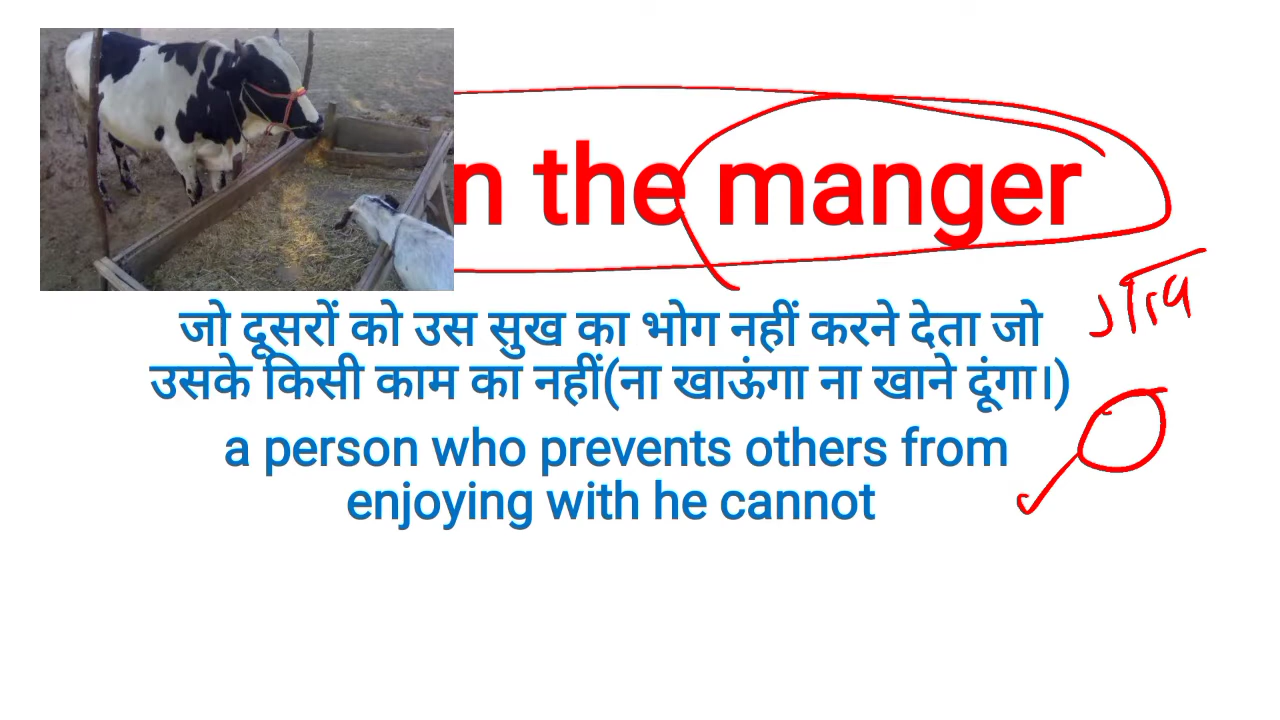 n the manger
जो दूसरों को उस सुख का भोग नहीं करने देता जो
उसके किसी काम का नहीं(ना खाऊंगा ना खाने दूंगा।)
a person who prevents others from
enjoying with he cannot